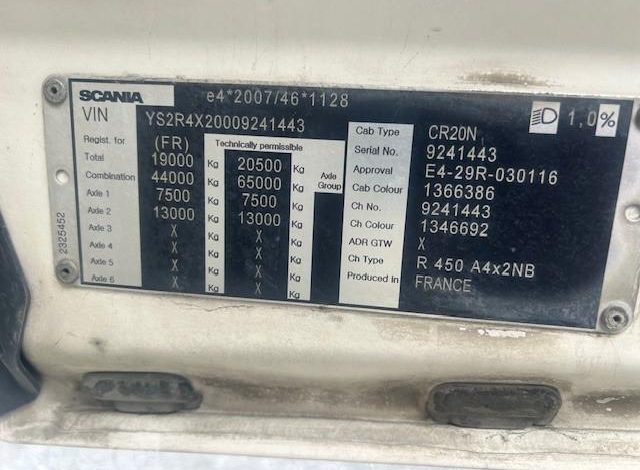 SCANIA e4*2007/46*1128
VIN YS2R4X20009241443
Regist. for (FR) Technically permissible
Total 19000 Kg 20500 Kg
Combination 44000 Kg 65000 Kg Axle Group
Axle 1 7500 Kg 7500 Kg
Axle 2 13000 Kg 13000 Kg
Axle 3 X Kg X Kg
Axle 4 X Kg X Kg
Axle 5 X Kg X Kg
Axle 6 X Kg X Kg
2325452
Cab Type CR20N 1,0%
Serial No. 9241443
Approval E4-29R-030116
Cab Colour 1366386
Ch No. 9241443
Ch Colour 1346692
ADR GTW X
Ch Type R 450 A4x2NB
Produced in FRANCE